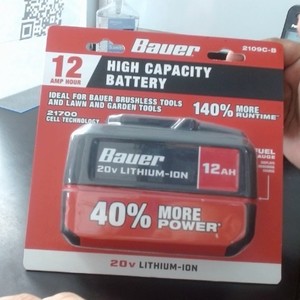 Bauer
2109C-B
12
AMP HOUR
HIGH CAPACITY
BATTERY
IDEAL FOR BAUER BRUSHLESS TOOLS
AND LAWN AND GARDEN TOOLS
21700
CELL TECHNOLOGY
140% MORE
RUNTIME*
FUEL
GAUGE
Bauer
20v LITHIUM-ION
12AH
40% MORE
POWER*
20v LITHIUM-ION